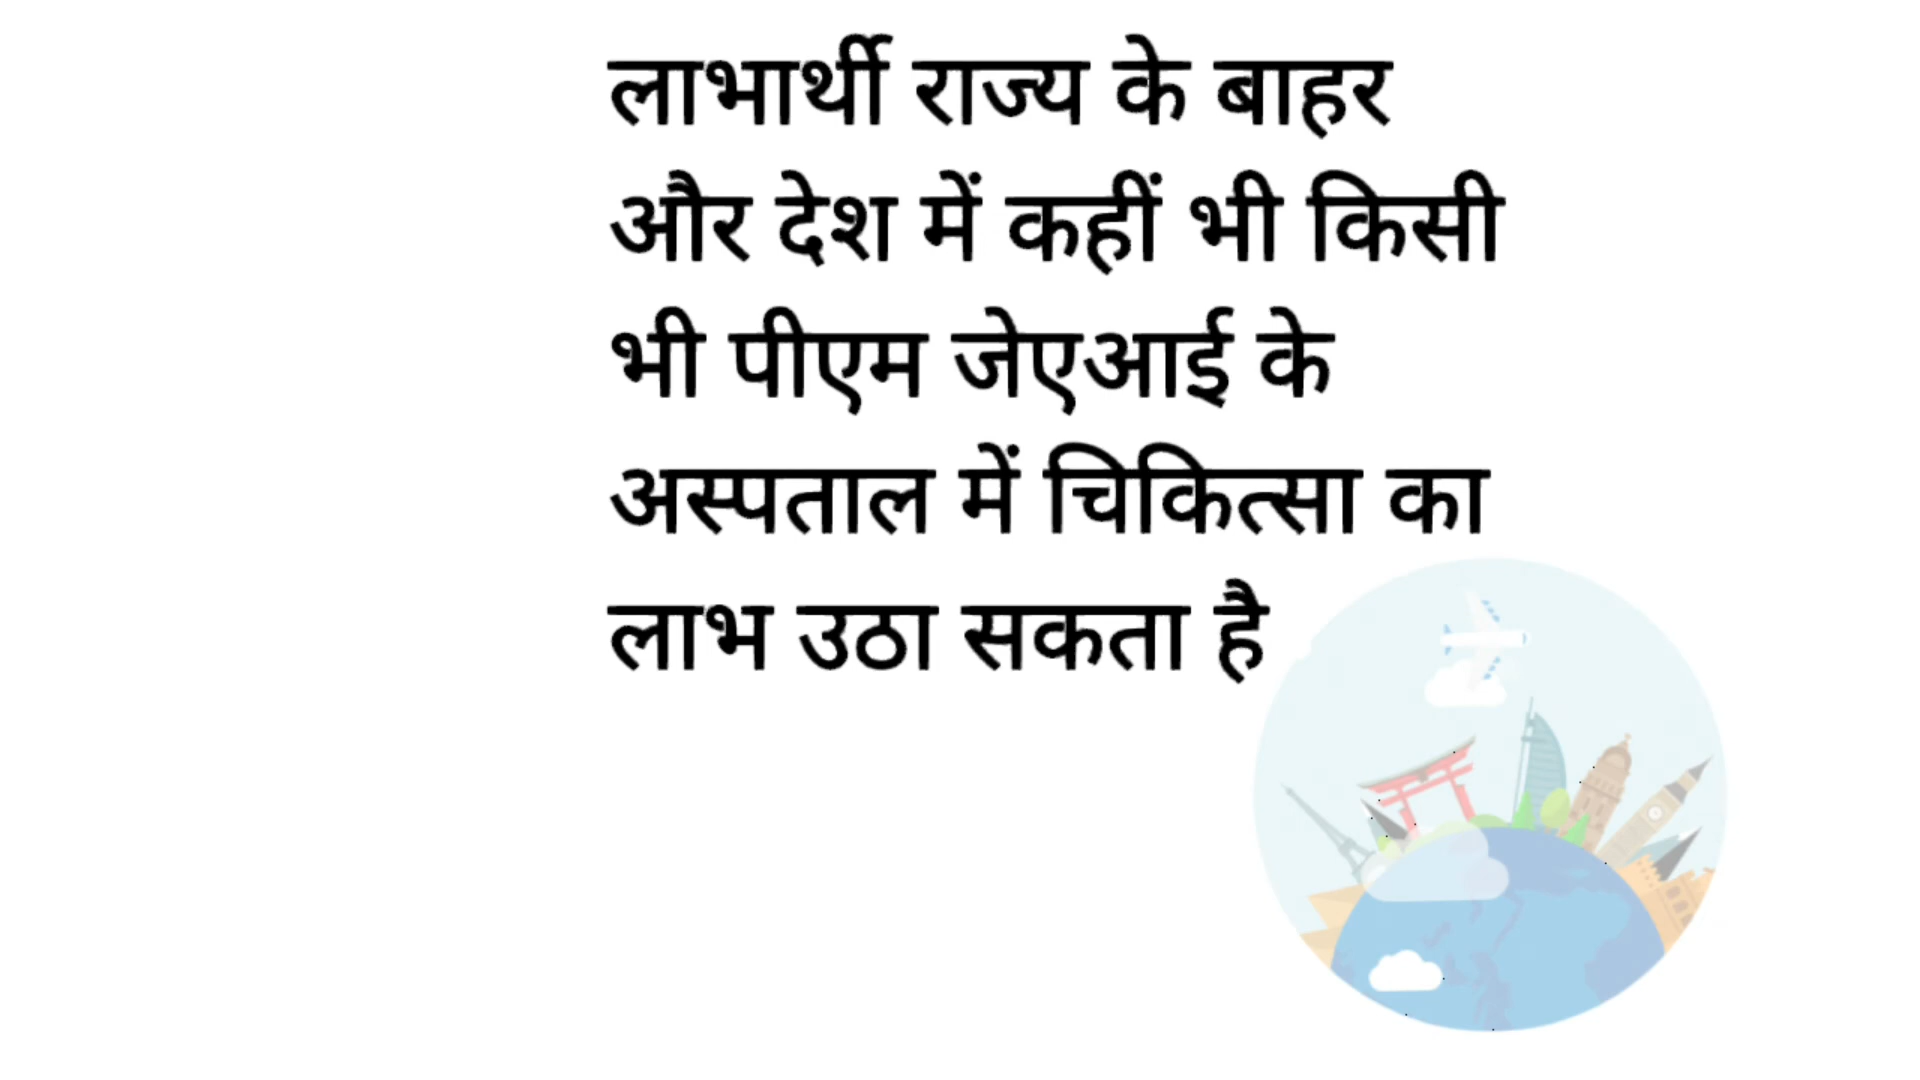 लाभार्थी राज्य के बाहर
और देश में कहीं भी किसी
भी पीएम जेएआई के
अस्पताल में चिकित्सा का
लाभ उठा सकता है